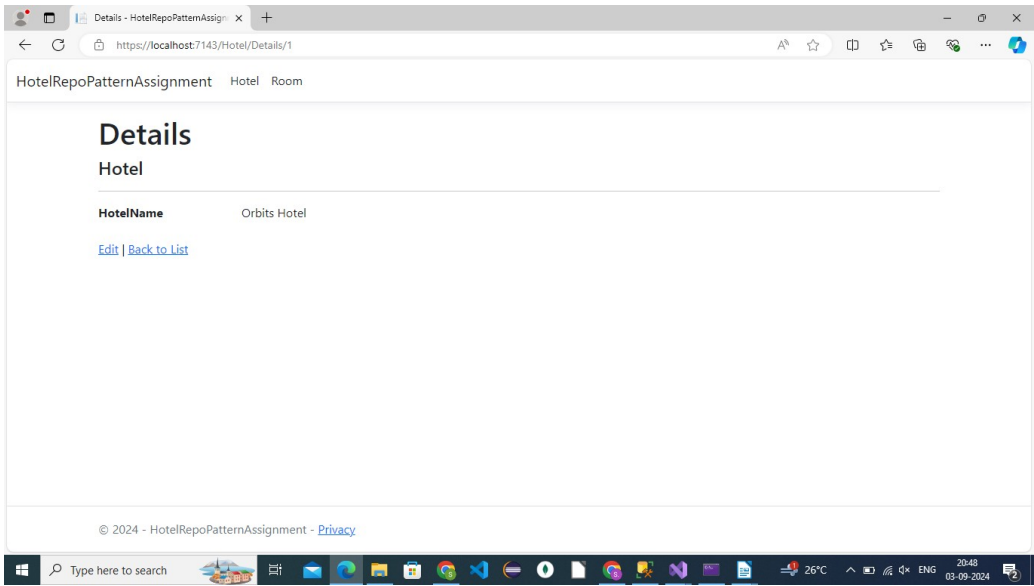 Details - HotelRepoPatternAssign
https://localhost:7143/Hotel/Details/1
HotelRepoPatternAssignment Hotel Room
Details
Hotel
HotelName Orbits Hotel
Edit | Back to List
© 2024 - HotelRepoPatternAssignment - Privacy
Type here to search 26°C ENG 20:48
03-09-2024